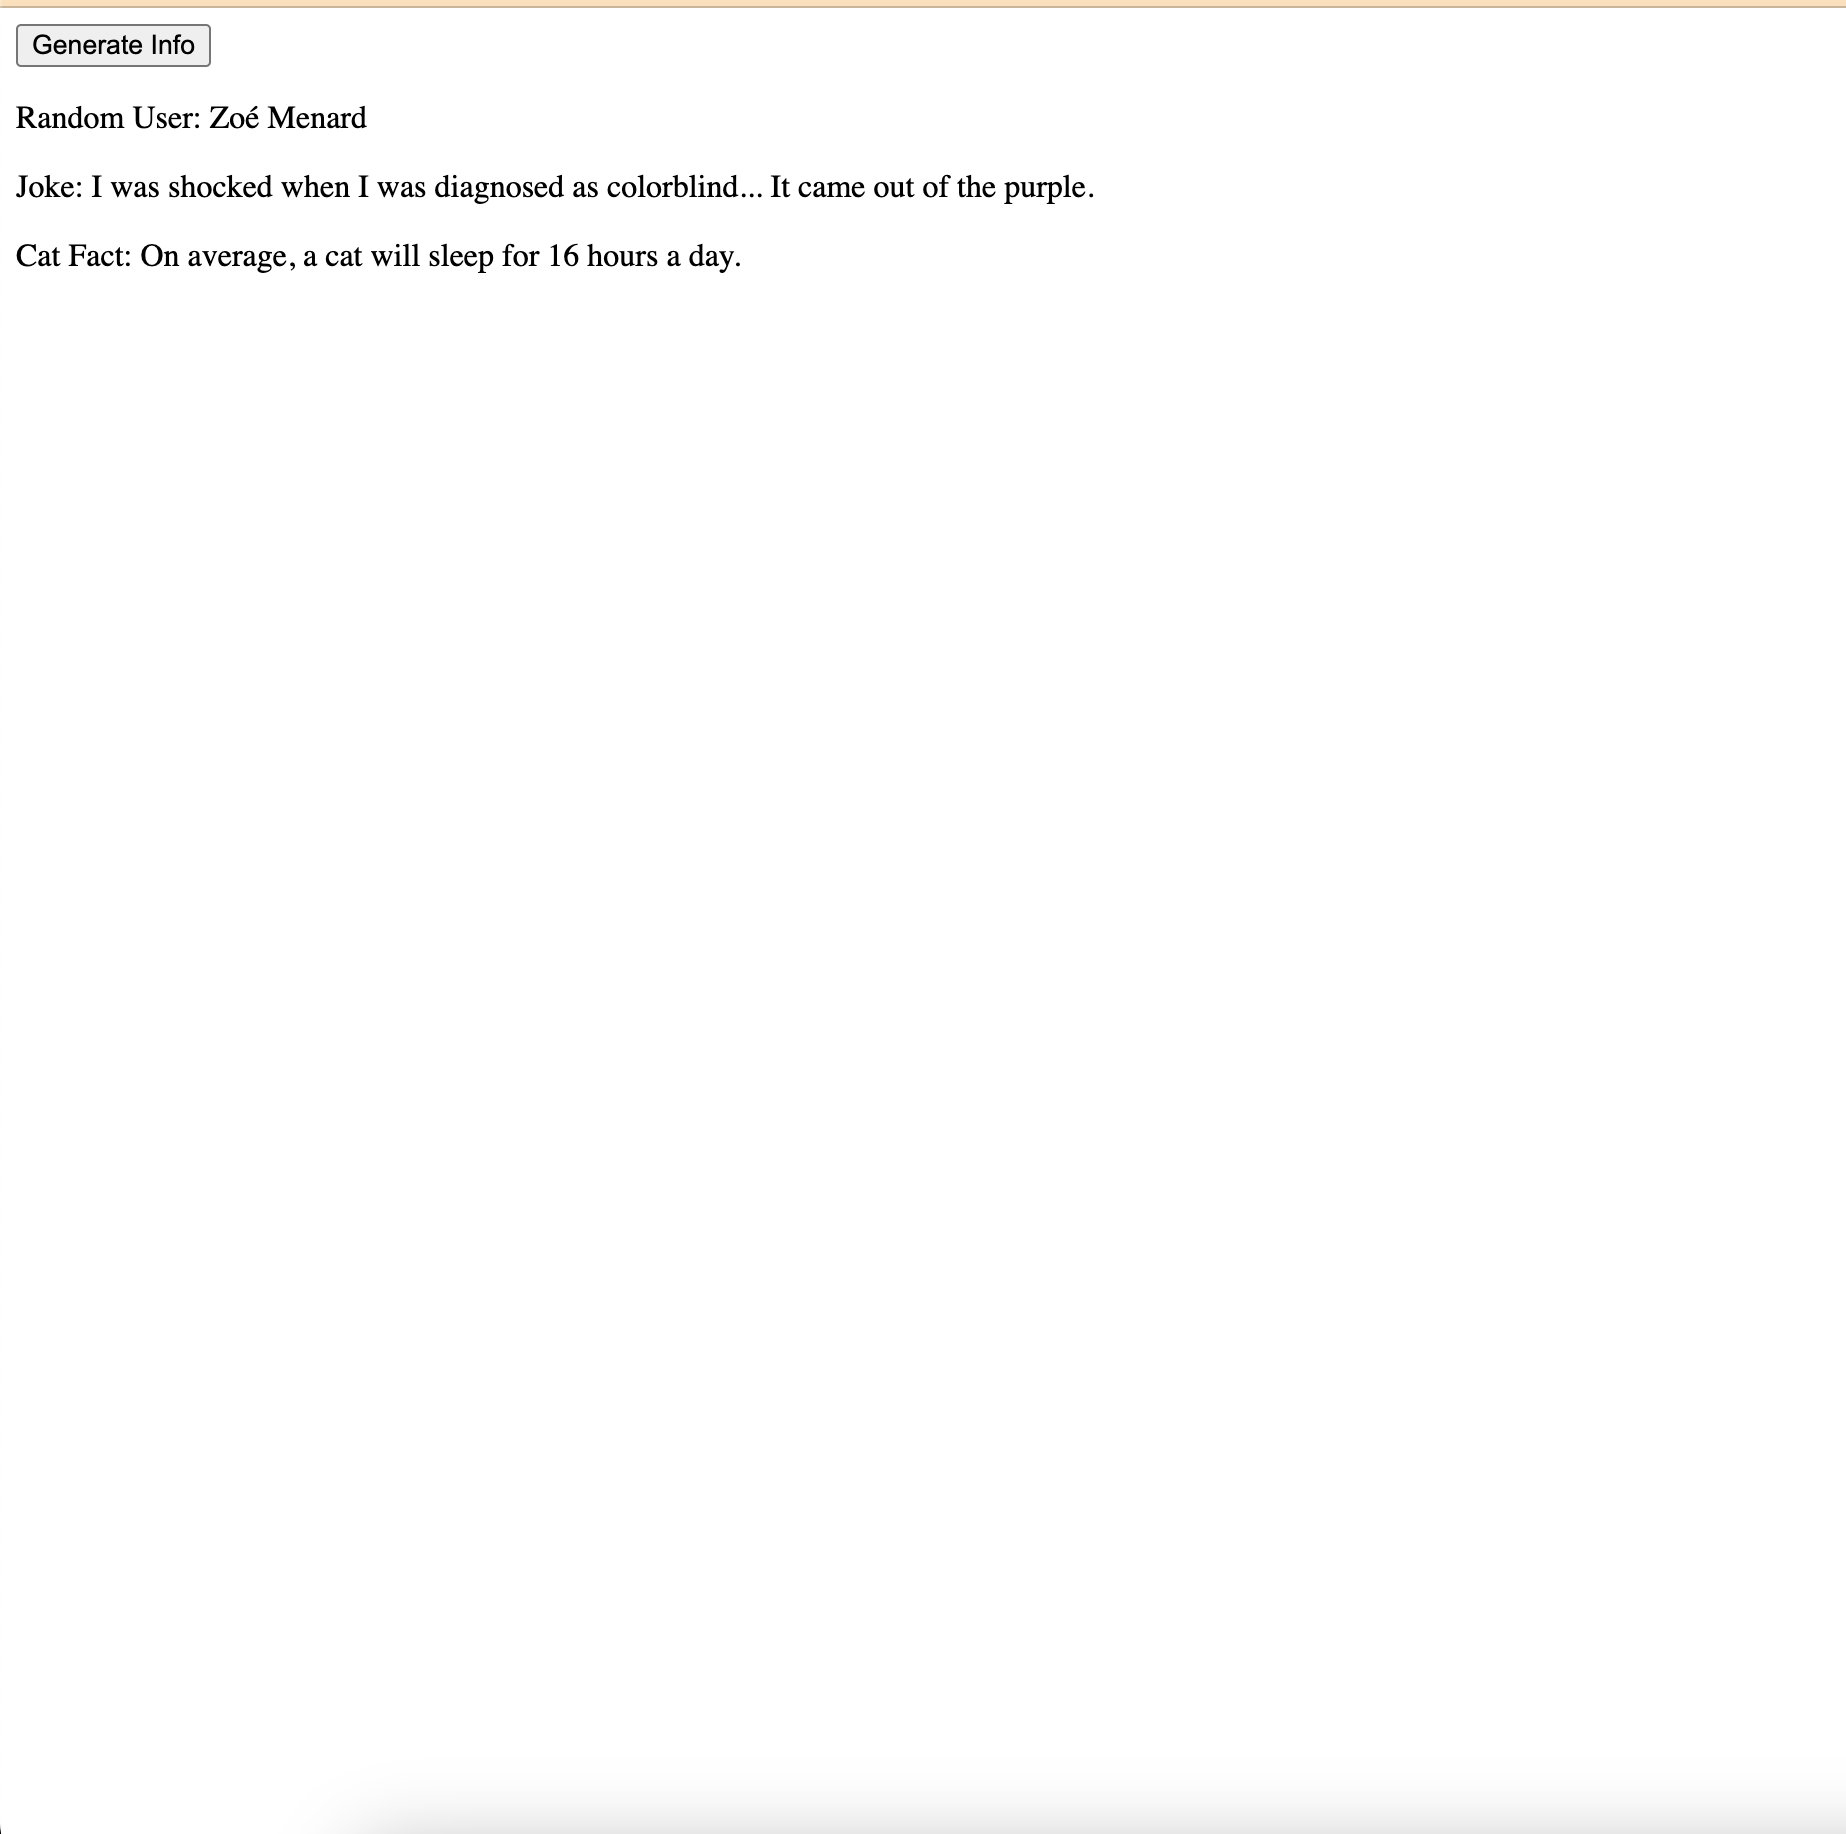 Generate Info
Random User: Zoé Menard
Joke: I was shocked when I was diagnosed as colorblind... It came out of the purple.
Cat Fact: On average, a cat will sleep for 16 hours a day.